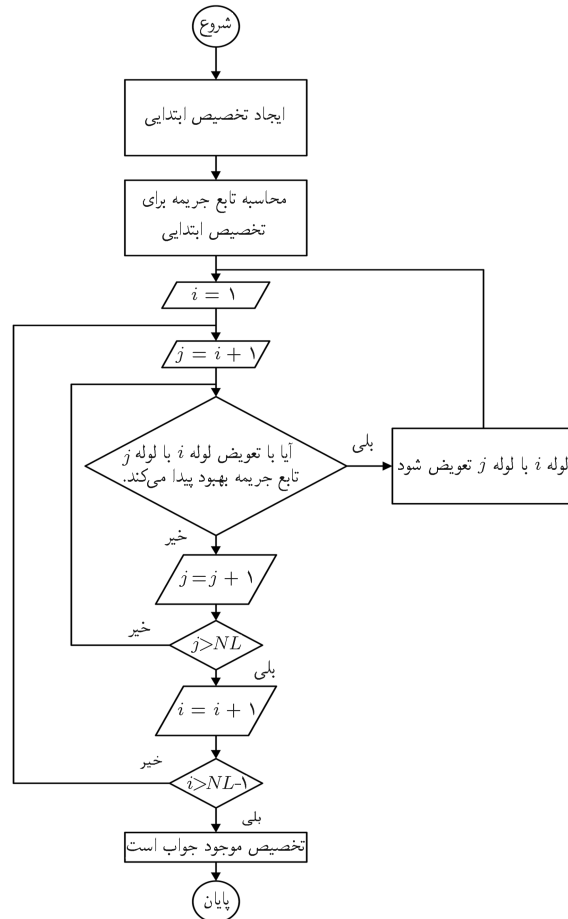 شروع
ایجاد تخصیص ابتدایی
محاسبه تابع جریمه برای
تخصیص ابتدایی
i = ۱
j = i + ۱
آیا با تعویض لوله i با لوله j
تابع جریمه بهبود پیدا می‌کند.
بلی
لوله i با لوله j تعویض شود
خیر
j = j + ۱
خیر
j>NL
بلی
i = i + ۱
خیر
i>NL-۱
بلی
تخصیص موجود جواب است
پایان